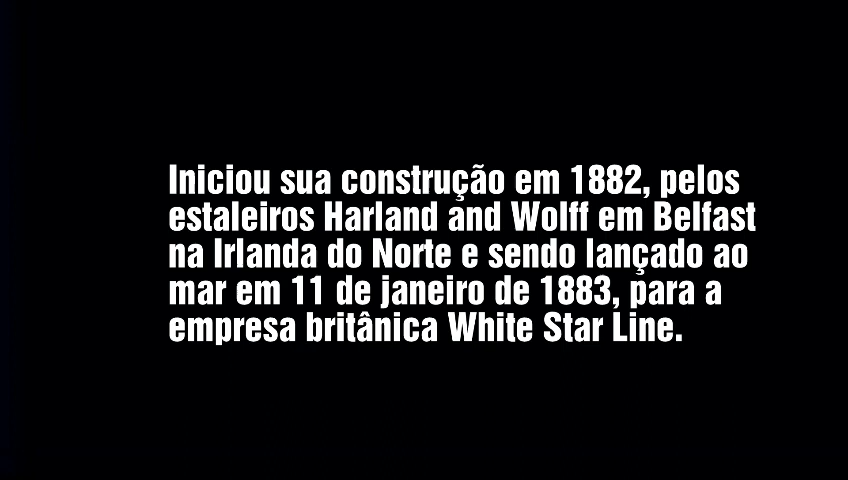 Iniciou sua construção em 1882, pelos
estaleiros Harland and Wolff em Belfast
na Irlanda do Norte e sendo lançado ao
mar em 11 de janeiro de 1883, para a
empresa britânica White Star Line.